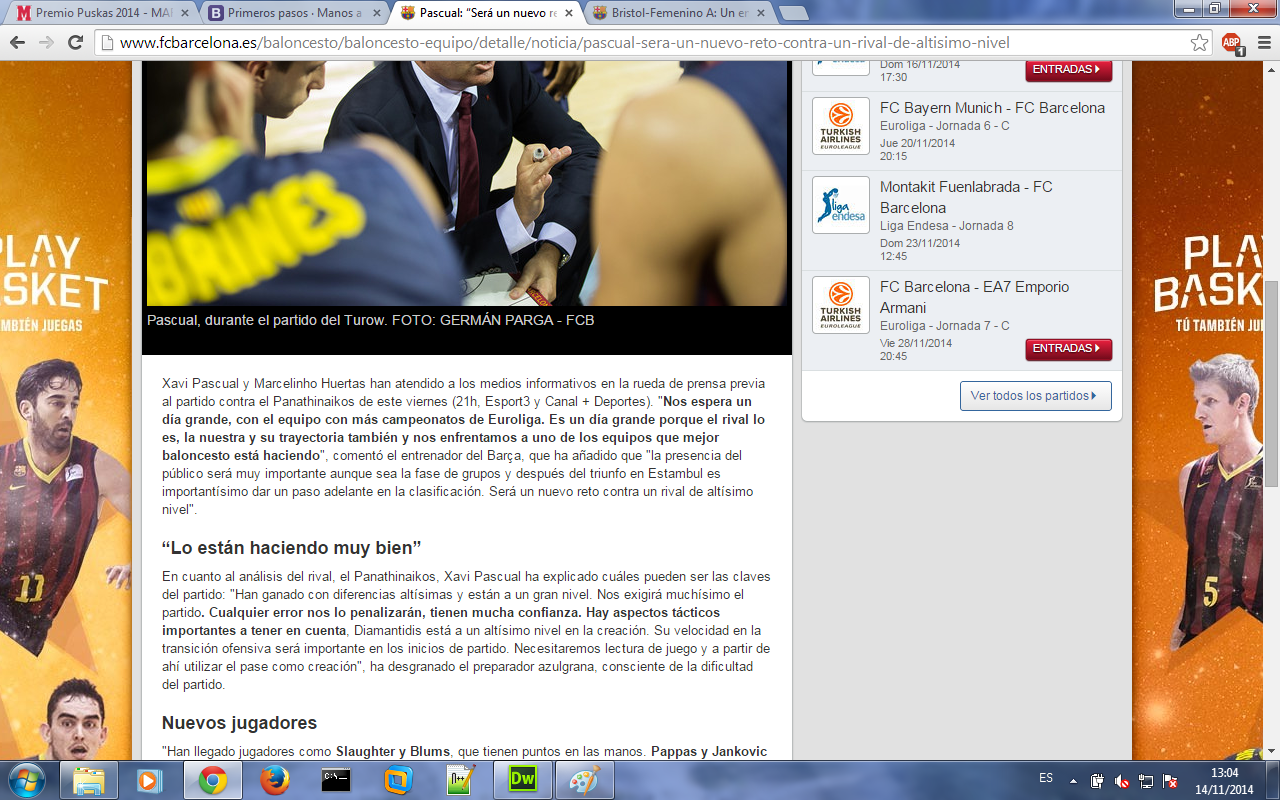 Premio Puskas 2014 - MAR
Primeros pasos · Manos a
Pascual: “Será un nuevo re
Bristol-Femenino A: Un en
www.fcbarcelona.es/baloncesto/baloncesto-equipo/detalle/noticia/pascual-sera-un-nuevo-reto-contra-un-rival-de-altisimo-nivel
ABP
1
BRINES
Pascual, durante el partido del Turow. FOTO: GERMÁN PARGA - FCB
Xavi Pascual y Marcelinho Huertas han atendido a los medios informativos en la rueda de prensa previa
al partido contra el Panathinaikos de este viernes (21h, Esport3 y Canal + Deportes). "Nos espera un
día grande, con el equipo con más campeonatos de Euroliga. Es un día grande porque el rival lo
es, la nuestra y su trayectoria también y nos enfrentamos a uno de los equipos que mejor
baloncesto está haciendo", comentó el entrenador del Barça, que ha añadido que "la presencia del
público será muy importante aunque sea la fase de grupos y después del triunfo en Estambul es
importantísimo dar un paso adelante en la clasificación. Será un nuevo reto contra un rival de altísimo
nivel".
“Lo están haciendo muy bien”
En cuanto al análisis del rival, el Panathinaikos, Xavi Pascual ha explicado cuáles pueden ser las claves
del partido: "Han ganado con diferencias altísimas y están a un gran nivel. Nos exigirá muchísimo el
partido. Cualquier error nos lo penalizarán, tienen mucha confianza. Hay aspectos tácticos
importantes a tener en cuenta, Diamantidis está a un altísimo nivel en la creación. Su velocidad en la
transición ofensiva será importante en los inicios de partido. Necesitaremos lectura de juego y a partir de
ahí utilizar el pase como creación", ha desgranado el preparador azulgrana, consciente de la dificultad
del partido.
Nuevos jugadores
"Han llegado jugadores como Slaughter y Blums, que tienen puntos en las manos. Pappas y Jankovic
endesa
Dom 16/11/2014
17:30
ENTRADAS
TURKISH
AIRLINES
EUROLEAGUE
FC Bayern Munich - FC Barcelona
Euroliga - Jornada 6 - C
Jue 20/11/2014
20:15
liga
endesa
Montakit Fuenlabrada - FC
Barcelona
Liga Endesa - Jornada 8
Dom 23/11/2014
12:45
TURKISH
AIRLINES
EUROLEAGUE
FC Barcelona - EA7 Emporio
Armani
Euroliga - Jornada 7 - C
Vie 28/11/2014
20:45
ENTRADAS
Ver todos los partidos
PLAY
ASKET
AMBIÉN JUEGAS
11
PLA
BASK
TÚ TAMBIÉN JU
5
C:\
Dw
ES
13:04
14/11/2014